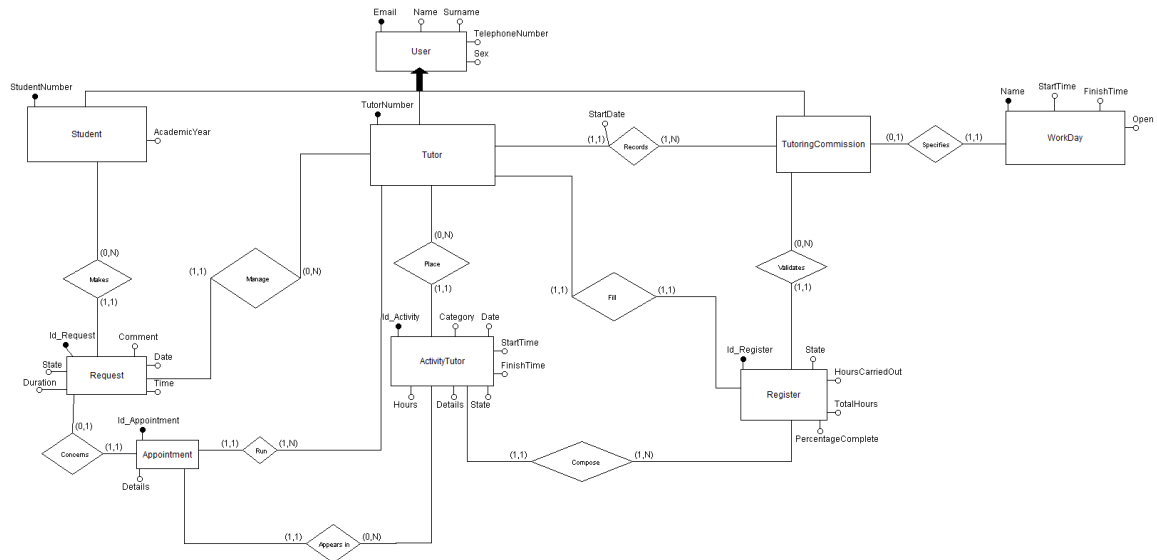 Email
Name
Surname
TelephoneNumber
User
Sex
StudentNumber
TutorNumber
StartDate
Name
StartTime
FinishTime
Open
Student
AcademicYear
Tutor
(1,1)
Records
(1,N)
TutoringCommission
(0,1)
Specifies
(1,1)
WorkDay
(0,N)
Makes
(1,1)
(1,1)
Manage
(0,N)
(0,N)
Place
(1,1)
(0,N)
Validates
(1,1)
(1,1)
Fill
(1,1)
Id_Request
Comment
State
Date
Duration
Request
Time
Id_Activity
Category
Date
StartTime
ActivityTutor
FinishTime
Hours
Details
State
Id_Register
State
HoursCarriedOut
Register
TotalHours
PercentageComplete
(0,1)
Concerns
(1,1)
Id_Appointment
Appointment
Details
(1,1)
Run
(1,N)
(1,1)
Compose
(1,N)
(1,1)
Appears in
(0,N)